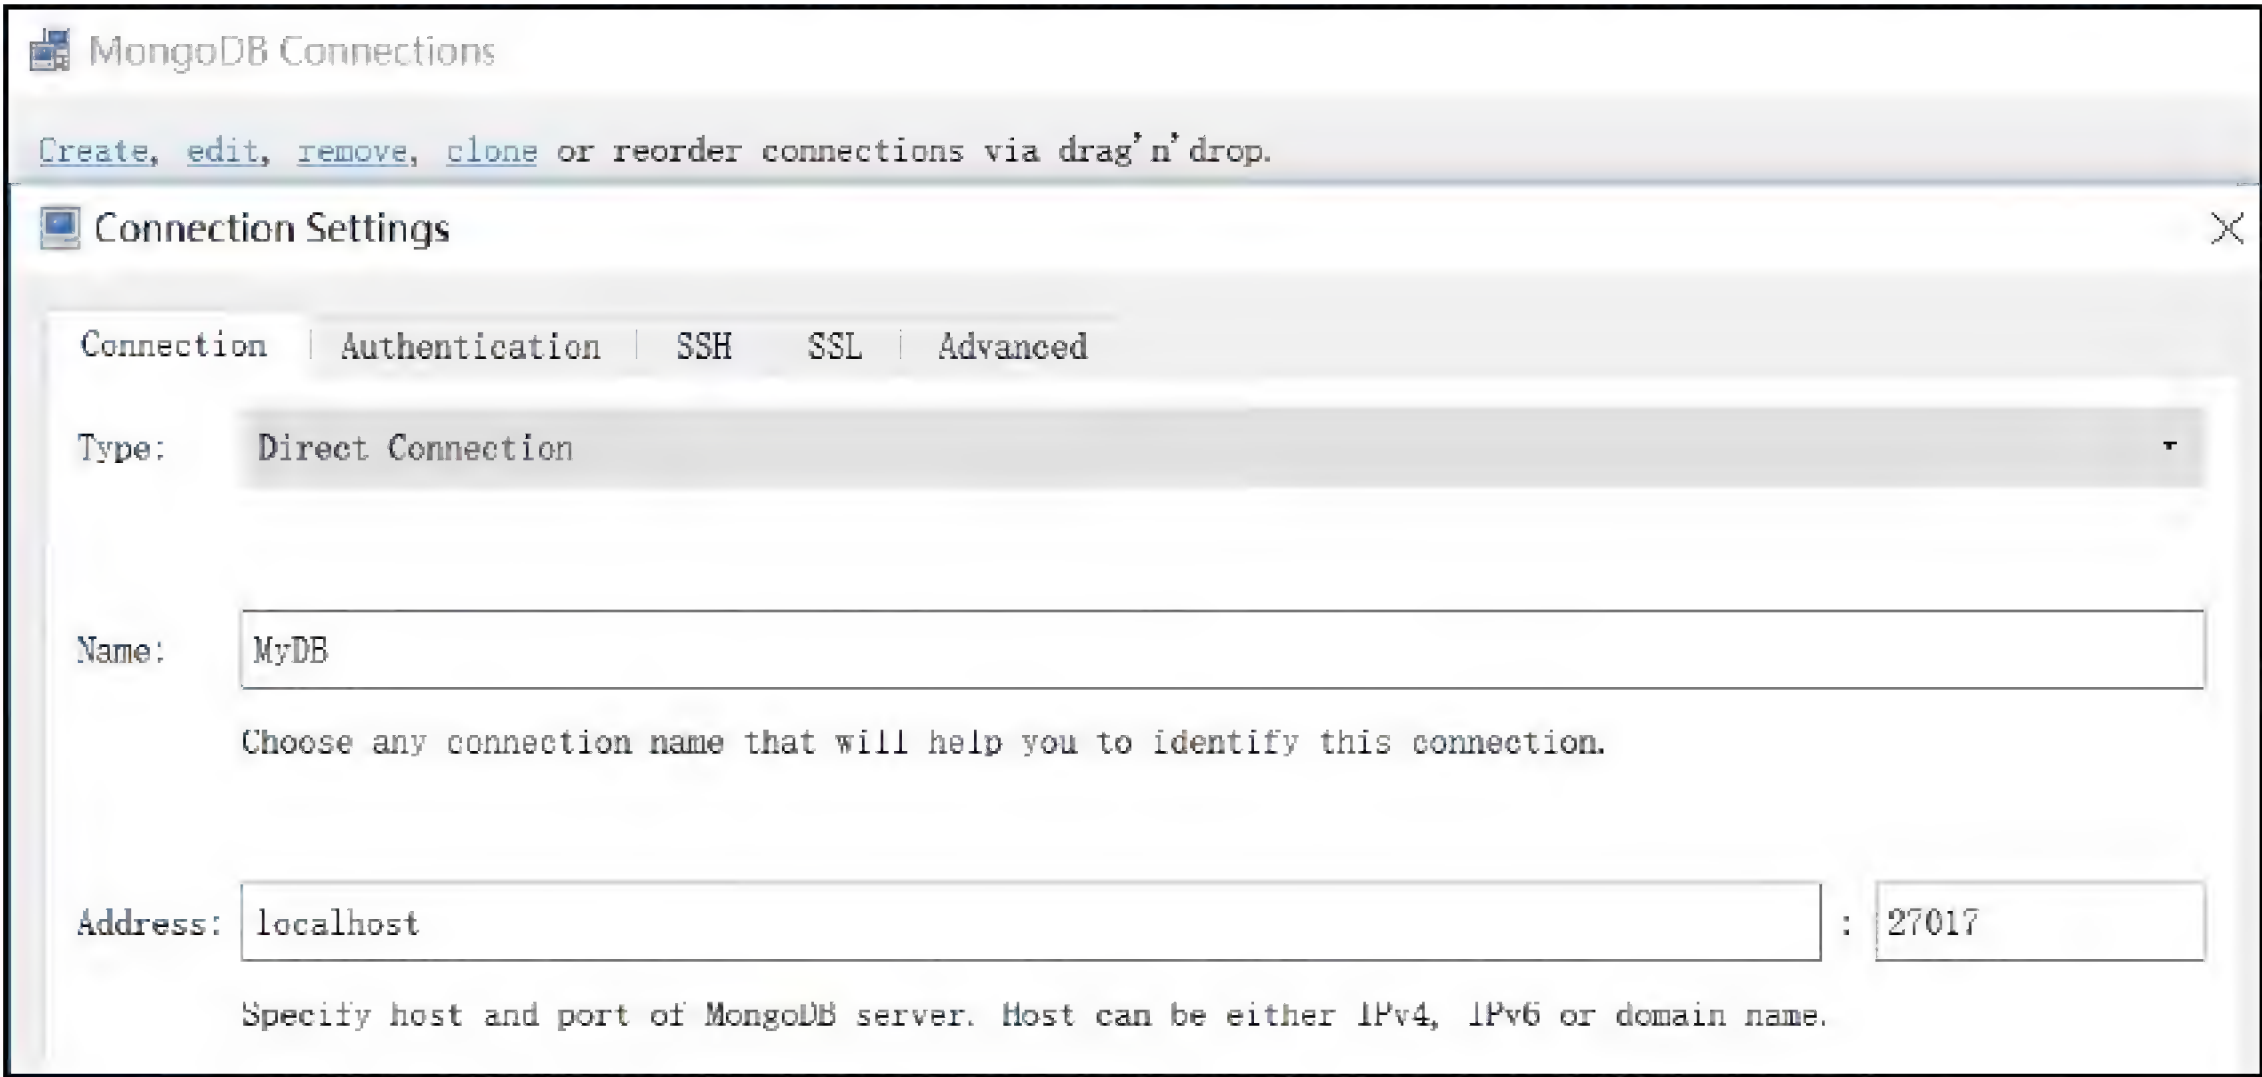 MongoDB Connections
Create, edit, remove, clone or reorder connections via drag'n'drop.
Connection Settings
Connection Authentication SSH SSL Advanced
Type: Direct Connection
Name: MyDB
Choose any connection name that will help you to identify this connection.
Address: localhost : 27017
Specify host and port of MongoDB server. Host can be either IPv4, IPv6 or domain name.